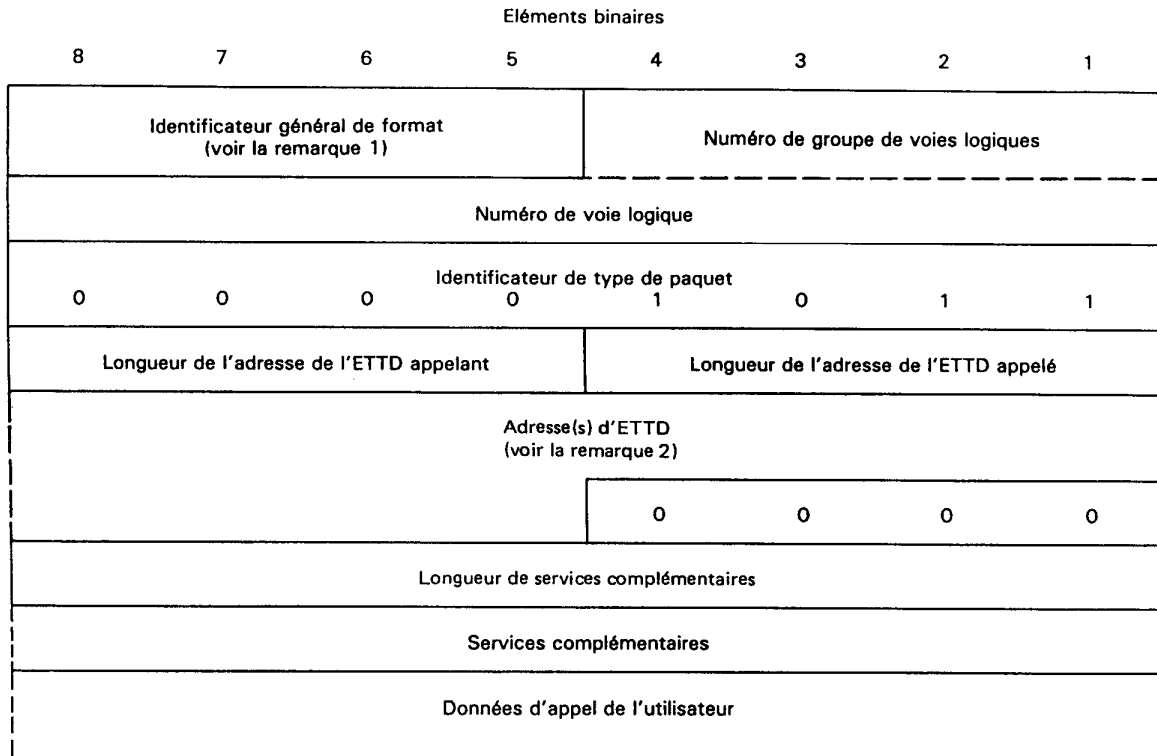 Eléments binaires
8 7 6 5 4 3 2 1
Identificateur général de format
(voir la remarque 1)
Numéro de groupe de voies logiques
Numéro de voie logique
Identificateur de type de paquet
0 0 0 0 1 0 1 1
Longueur de l'adresse de l'ETTD appelant
Longueur de l'adresse de l'ETTD appelé
Adresse(s) d'ETTD
(voir la remarque 2)
0 0 0 0
Longueur de services complémentaires
Services complémentaires
Données d'appel de l'utilisateur